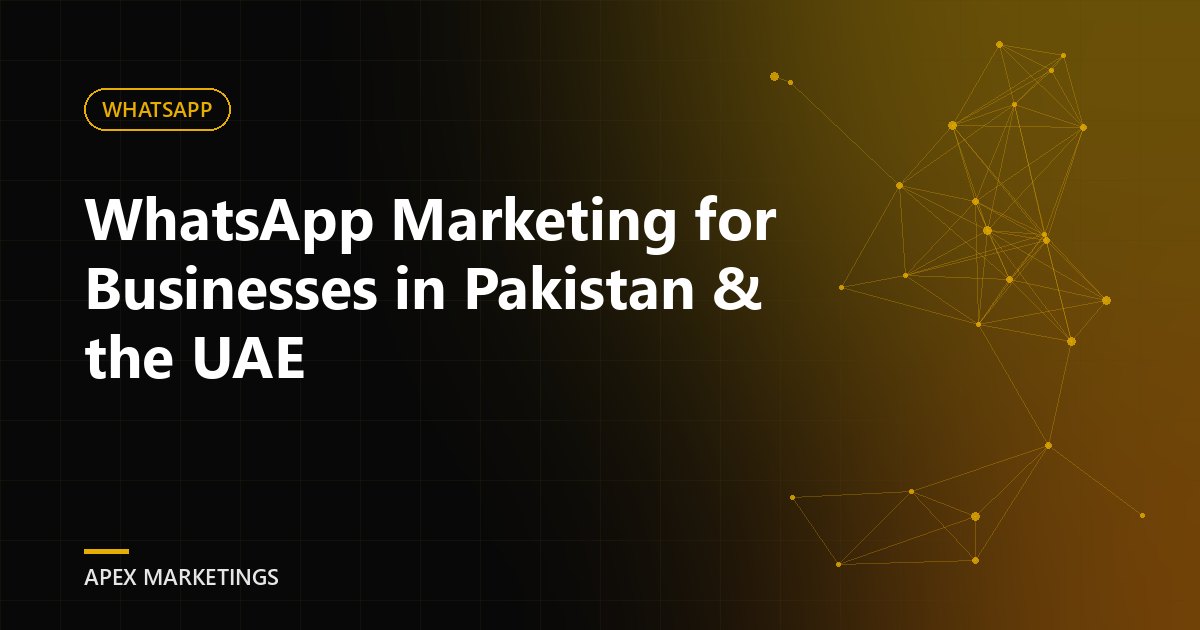 WHATSAPP
WhatsApp Marketing for
Businesses in Pakistan &
the UAE
APEX MARKETINGS